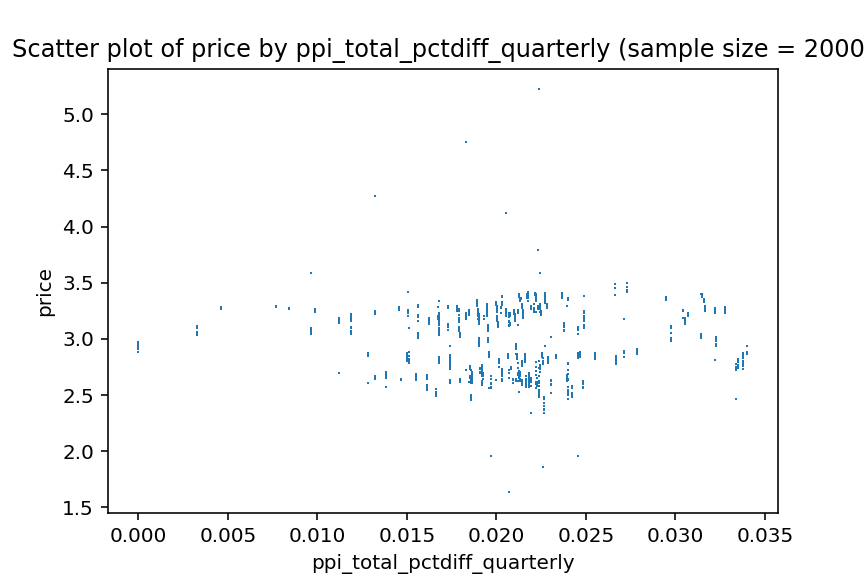 Scatter plot of price by ppi_total_pctdiff_quarterly (sample size = 2000
price
5.0
4.5
4.0
3.5
3.0
2.5
2.0
1.5
0.000 0.005 0.010 0.015 0.020 0.025 0.030 0.035
ppi_total_pctdiff_quarterly